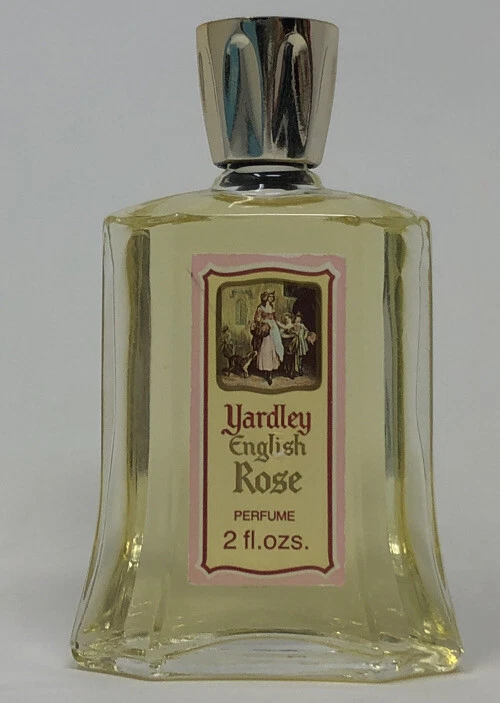 Yardley
English
Rose
PERFUME
2 fl.ozs.